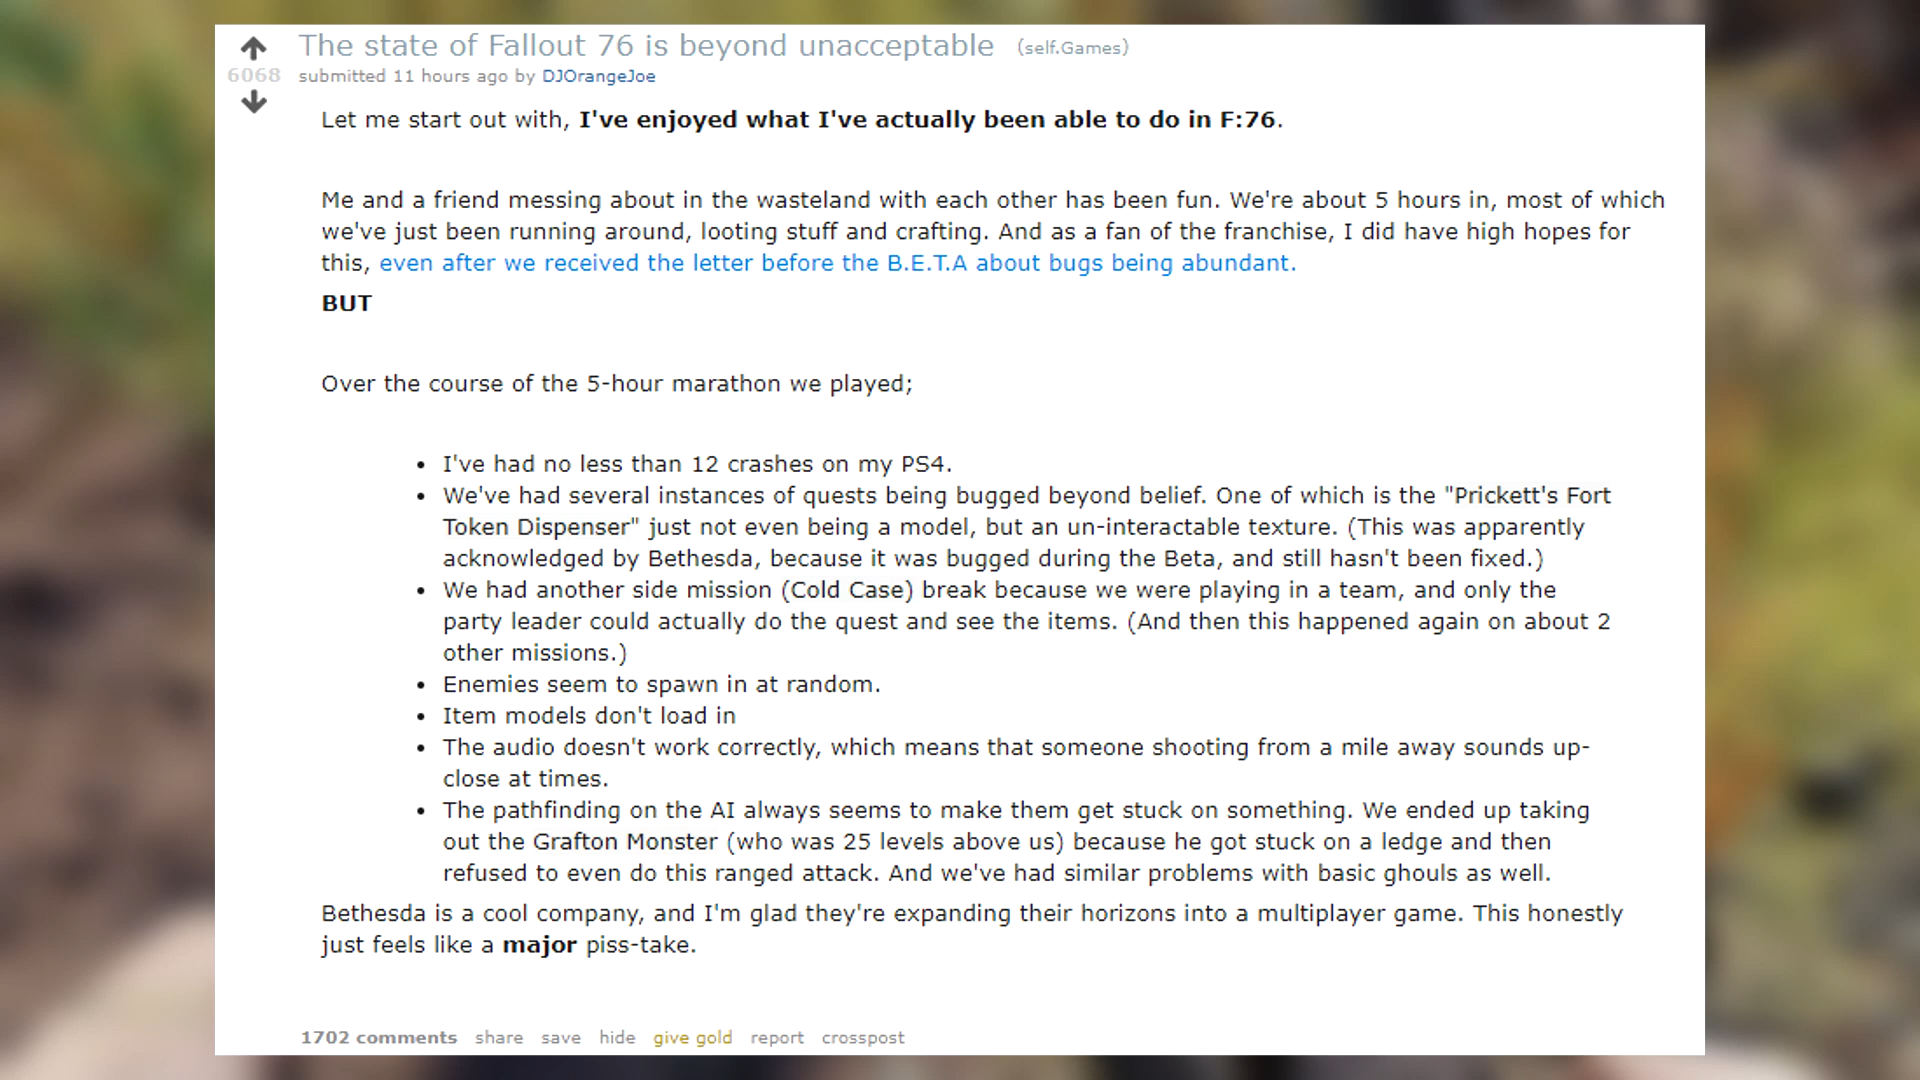 The state of Fallout 76 is beyond unacceptable (self.Games)
6068 submitted 11 hours ago by DJOrangeJoe
Let me start out with, I've enjoyed what I've actually been able to do in F:76.
Me and a friend messing about in the wasteland with each other has been fun. We're about 5 hours in, most of which
we've just been running around, looting stuff and crafting. And as a fan of the franchise, I did have high hopes for
this, even after we received the letter before the B.E.T.A about bugs being abundant.
BUT
Over the course of the 5-hour marathon we played;
• I've had no less than 12 crashes on my PS4.
• We've had several instances of quests being bugged beyond belief. One of which is the "Prickett's Fort
Token Dispenser" just not even being a model, but an un-interactable texture. (This was apparently
acknowledged by Bethesda, because it was bugged during the Beta, and still hasn't been fixed.)
• We had another side mission (Cold Case) break because we were playing in a team, and only the
party leader could actually do the quest and see the items. (And then this happened again on about 2
other missions.)
• Enemies seem to spawn in at random.
• Item models don't load in
• The audio doesn't work correctly, which means that someone shooting from a mile away sounds up-
close at times.
• The pathfinding on the AI always seems to make them get stuck on something. We ended up taking
out the Grafton Monster (who was 25 levels above us) because he got stuck on a ledge and then
refused to even do this ranged attack. And we've had similar problems with basic ghouls as well.
Bethesda is a cool company, and I'm glad they're expanding their horizons into a multiplayer game. This honestly
just feels like a major piss-take.
1702 comments share save hide give gold report crosspost